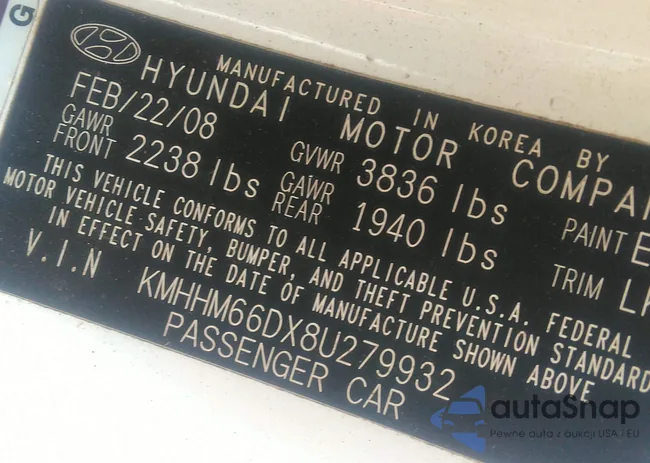 G
MANUFACTURED IN KOREA BY
HYUNDAI MOTOR
FEB/22/08 GVWR 3836 lbs
GAWR FRONT 2238 lbs GAWR REAR 1940 lbs
PAINT
TRIM
THIS VEHICLE CONFORMS TO ALL APPLICABLE U.S.A. FEDERAL
MOTOR VEHICLE SAFETY, BUMPER, AND THEFT PREVENTION STANDARD
IN EFFECT ON THE DATE OF MANUFACTURE SHOWN ABOVE
V.I.N KMHHM66DX8U279932
PASSENGER CAR
autaSnap
Pewne auta z aukcji USA i EU